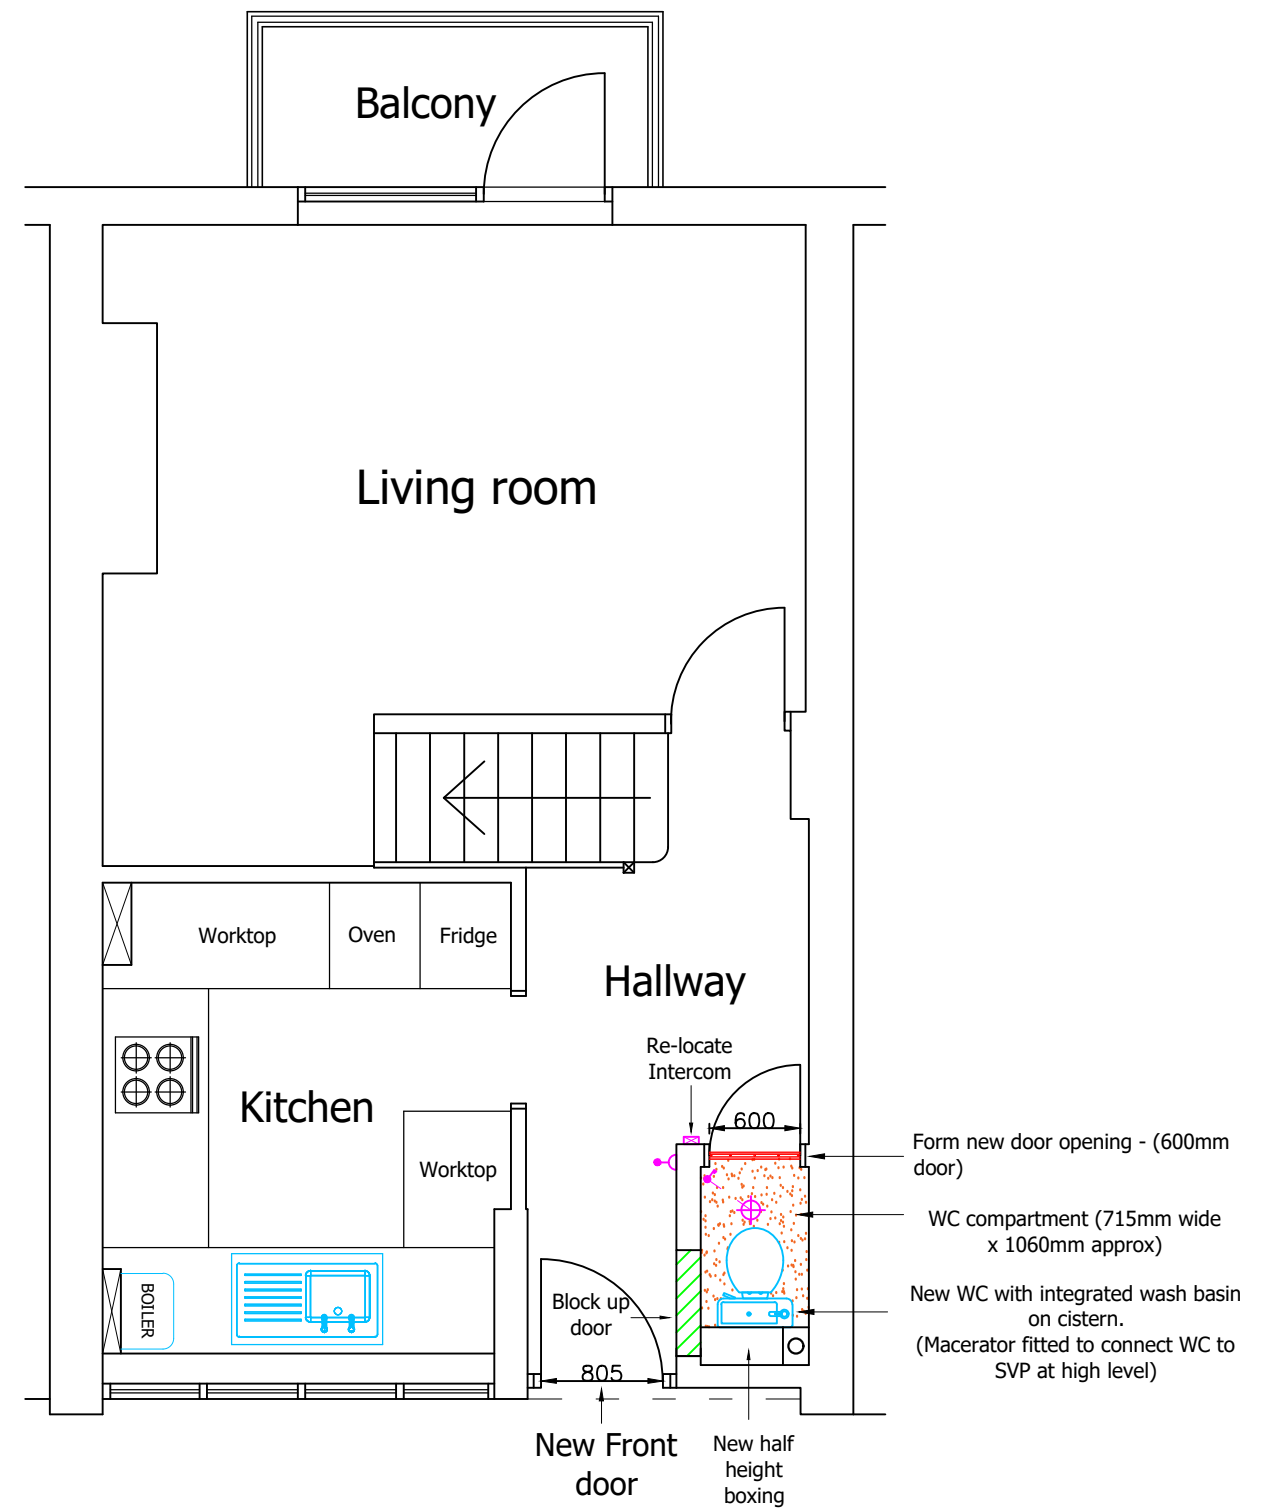 Balcony
Living room
Worktop
Oven
Fridge
Hallway
Re-locate
Intercom
Kitchen
600
Form new door opening - (600mm
door)
Worktop
WC compartment (715mm wide
x 1060mm approx)
BOILER
Block up
door
New WC with integrated wash basin
on cistern.
(Macerator fitted to connect WC to
SVP at high level)
805
New Front
door
New half
height
boxing